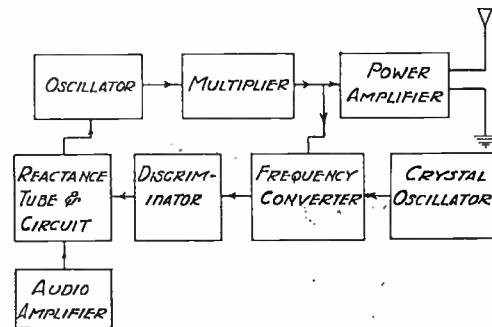 OSCILLATOR
MULTIPLIER
POWER
AMPLIFIER
REACTANCE
TUBE &
CIRCUIT
DISCRIM-
INATOR
FREQUENCY
CONVERTER
CRYSTAL
OSCILLATOR
AUDIO
AMPLIFIER